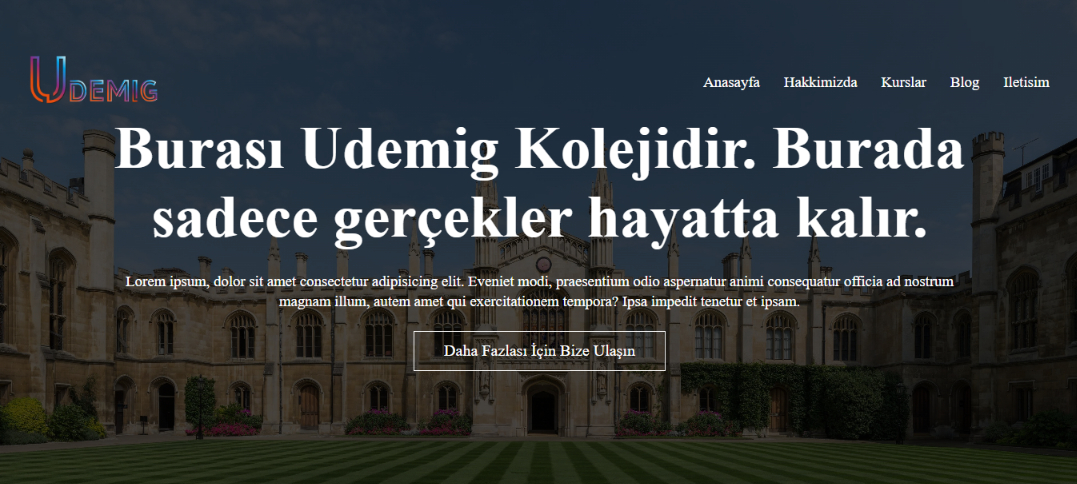 UDEMIG
Anasayfa Hakkimizda Kurslar Blog Iletisim
Burası Udemig Kolejidir. Burada
sadece gerçekler hayatta kalır.
Lorem ipsum, dolor sit amet consectetur adipisicing elit. Eveniet modi, praesentium odio aspernatur animi consequatur officia ad nostrum
magnam illum, autem amet qui exercitationem tempora? Ipsa impedit tenetur et ipsam.
Daha Fazlası İçin Bize Ulaşın